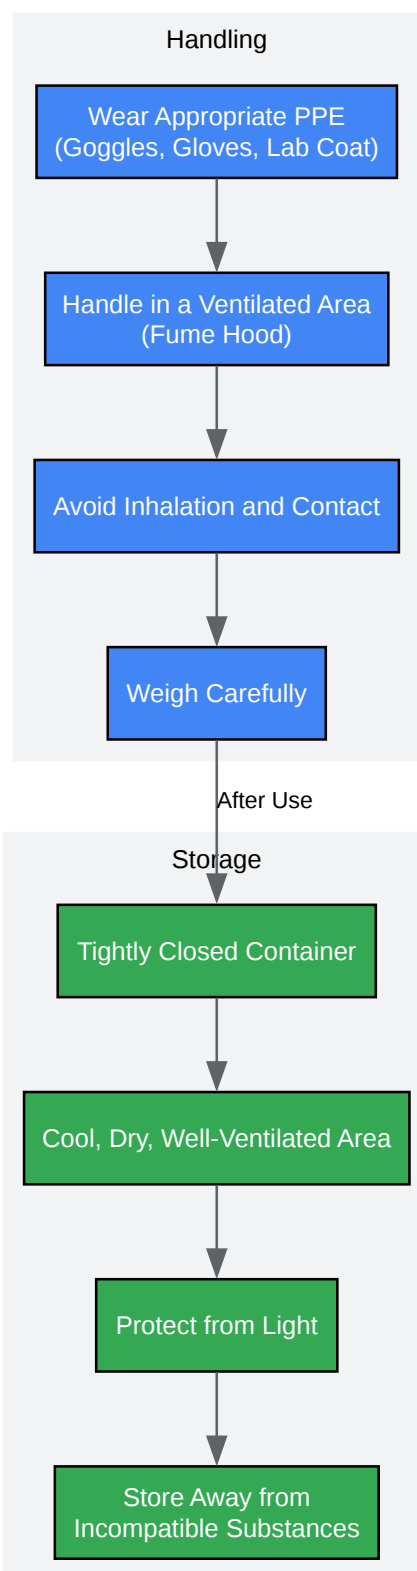 Handling
Wear Appropriate PPE
(Goggles, Gloves, Lab Coat)
Handle in a Ventilated Area
(Fume Hood)
Avoid Inhalation and Contact
Weigh Carefully
After Use
Storage
Tightly Closed Container
Cool, Dry, Well-Ventilated Area
Protect from Light
Store Away from
Incompatible Substances